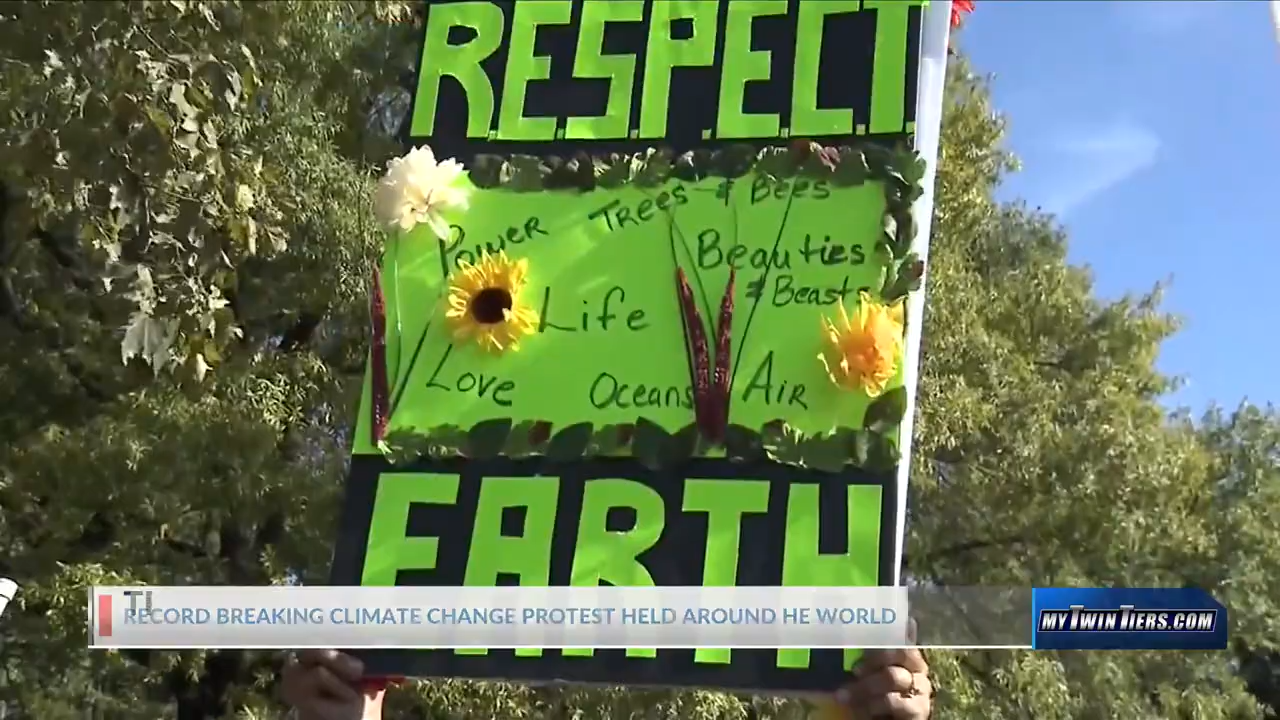 R.E.S.P.E.C.T.
Power Trees & Bees
Beauties
& Beasts
Life
Love Oceans Air
EARTH
TI
RECORD BREAKING CLIMATE CHANGE PROTEST HELD AROUND HE WORLD
MYTWINTIERS.COM